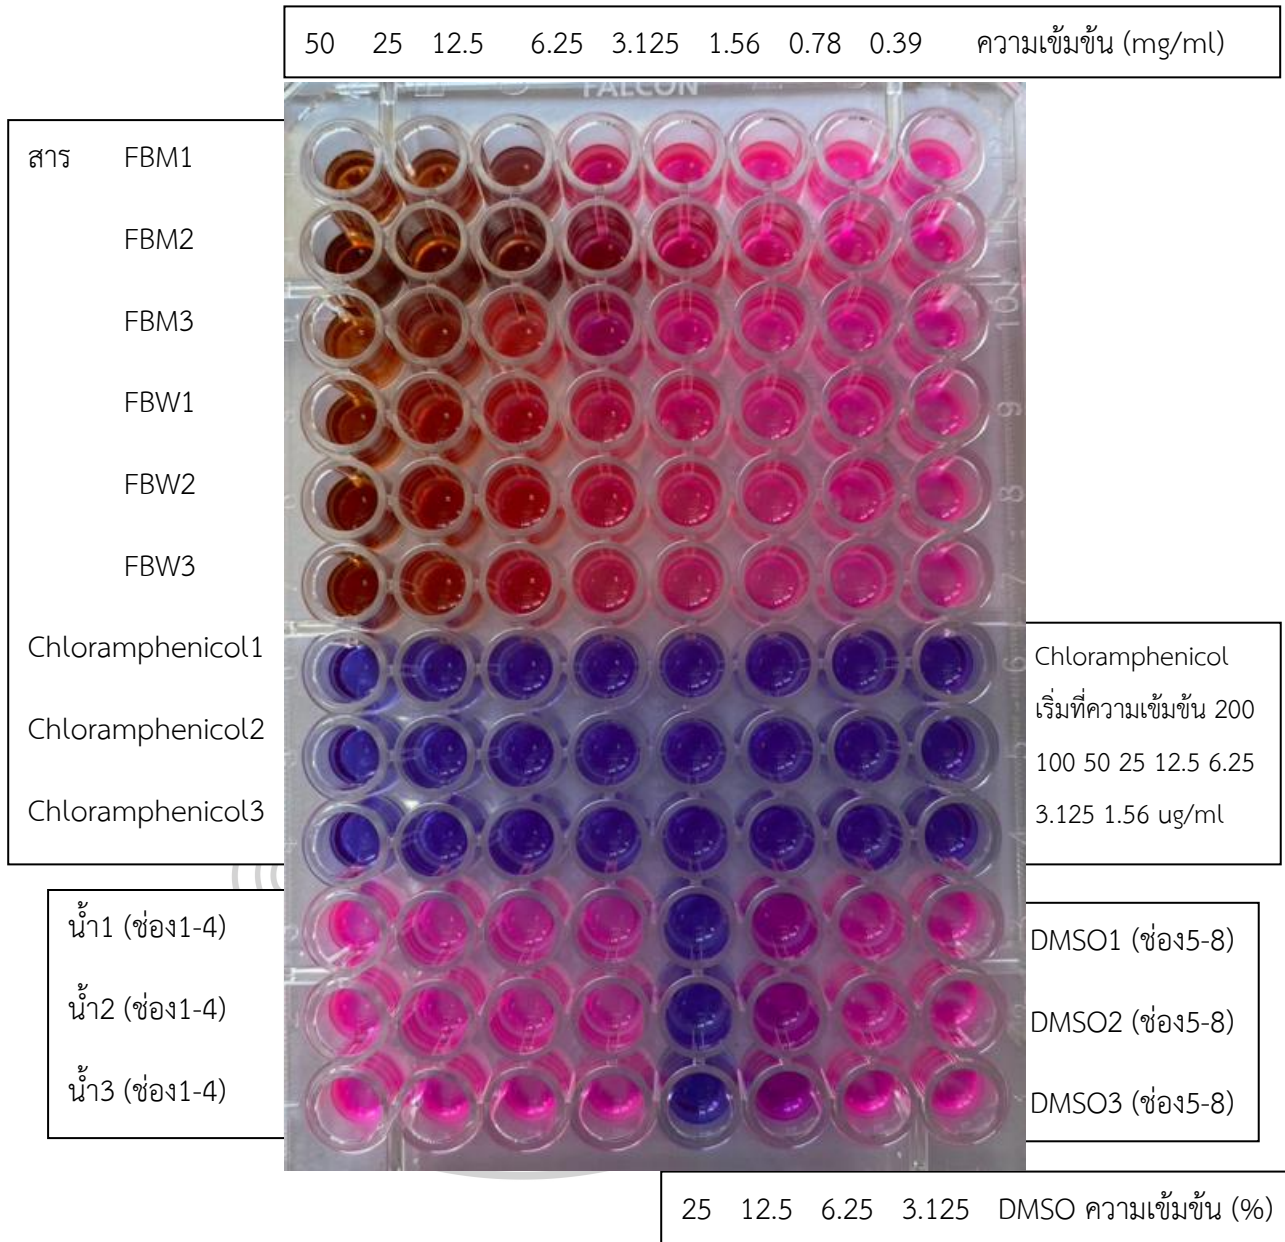 50 25 12.5 6.25 3.125 1.56 0.78 0.39 ความเข้มข้น (mg/ml)
FALCON
สาร FBM1
FBM2
FBM3
FBW1
FBW2
FBW3
Chloramphenicol1
Chloramphenicol2
Chloramphenicol3
10
9
8
7
6
Chloramphenicol
เริ่มที่ความเข้มข้น 200
100 50 25 12.5 6.25
3.125 1.56 ug/ml
น้ำ1 (ช่อง1-4)
น้ำ2 (ช่อง1-4)
น้ำ3 (ช่อง1-4)
DMSO1 (ช่อง5-8)
DMSO2 (ช่อง5-8)
DMSO3 (ช่อง5-8)
25 12.5 6.25 3.125 DMSO ความเข้มข้น (%)